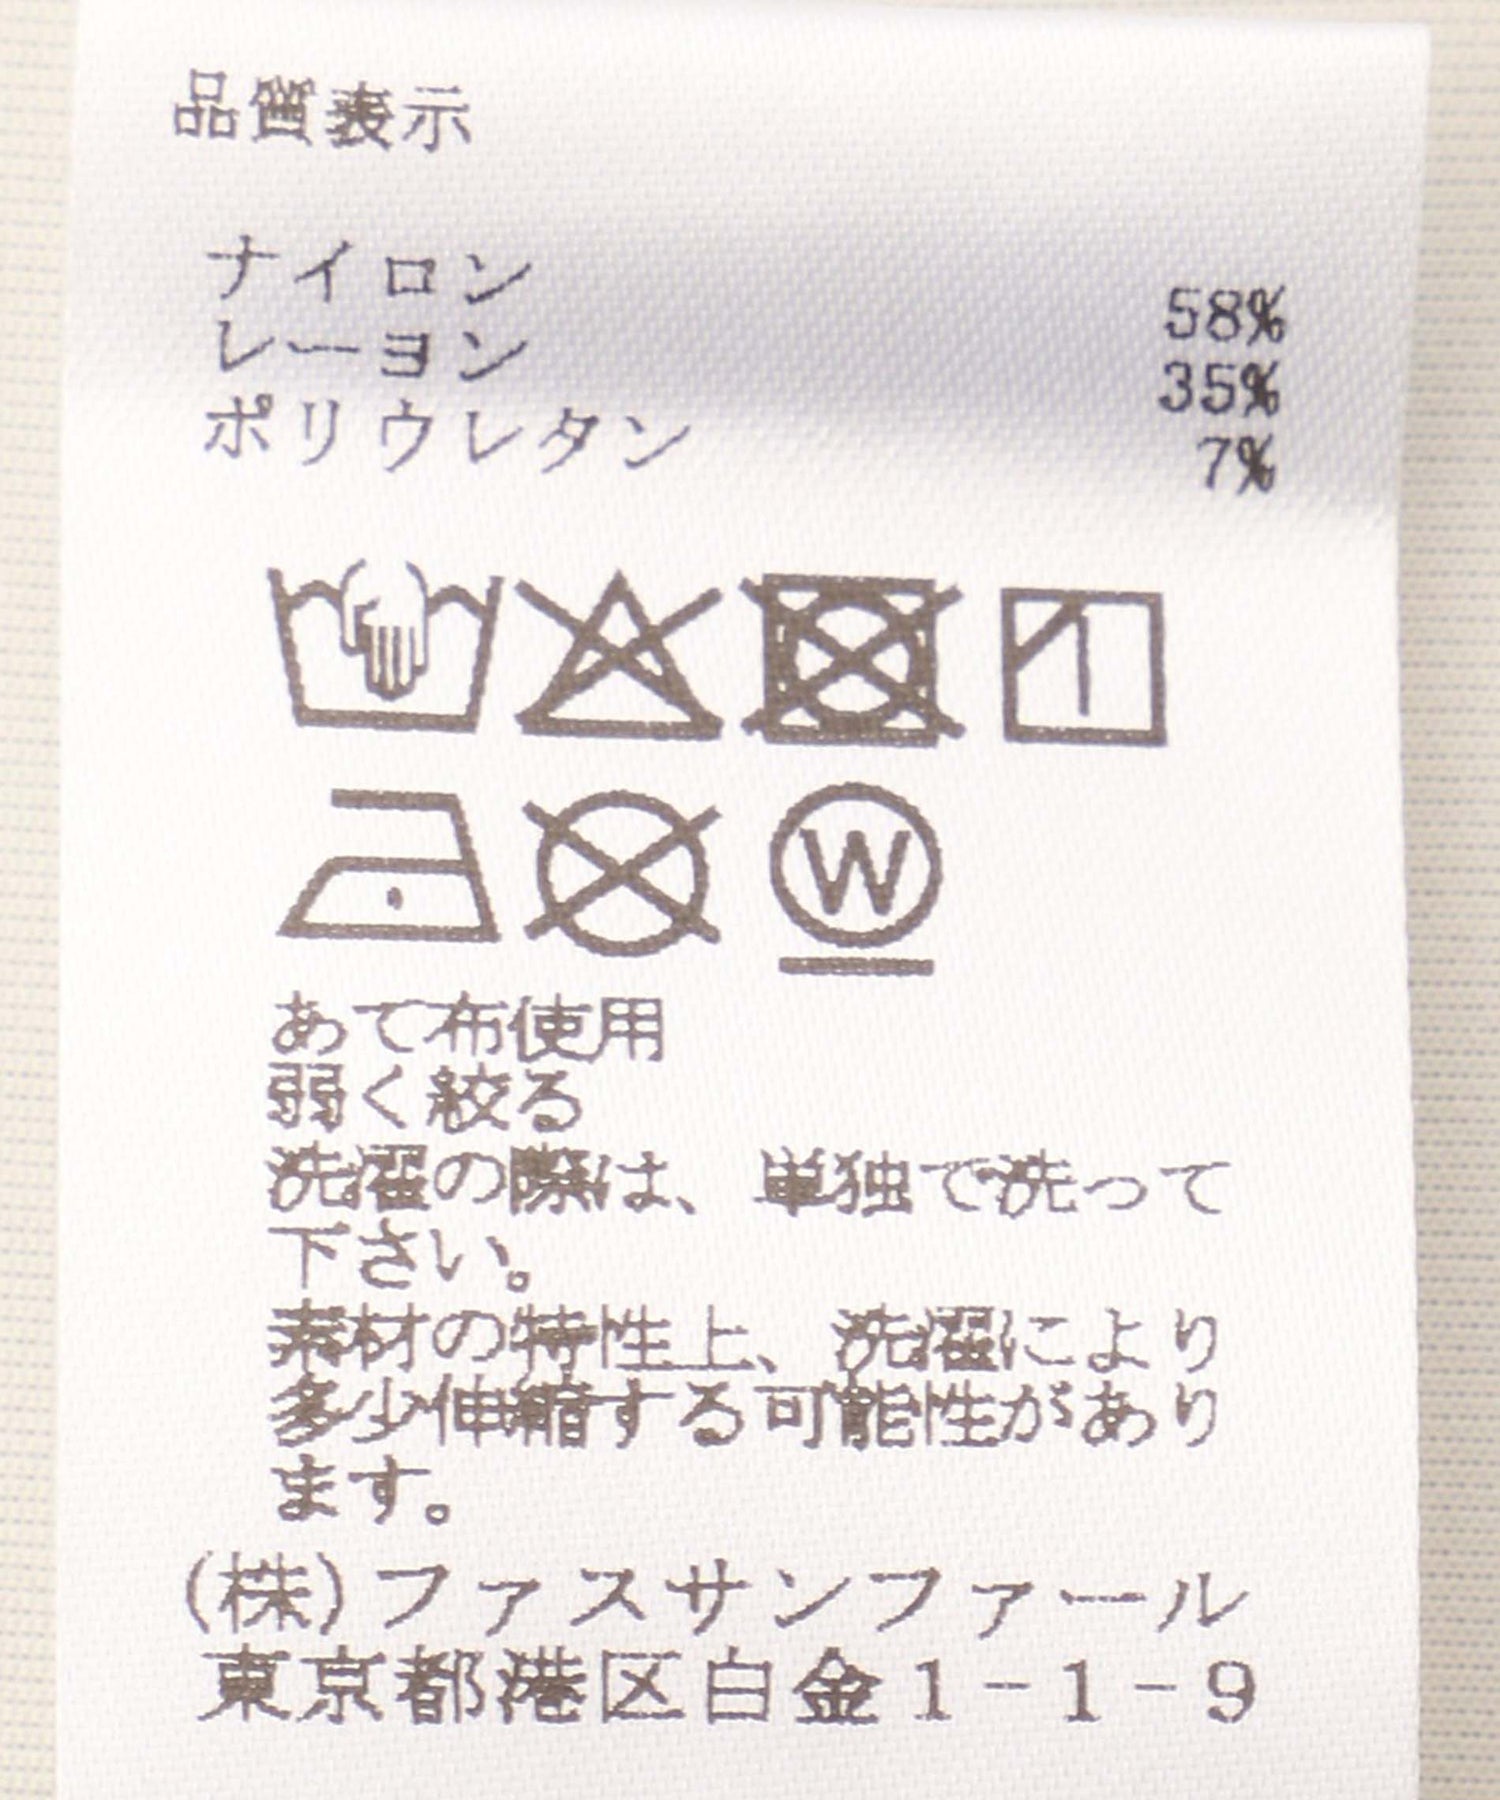 品質表示
ナイロン 58%
レーヨン 35%
ポリウレタン 7%
W
あて布使用
弱く絞る
洗濯の際は、単独で洗って
下さい。
素材の特性上、洗濯により
多少伸縮する可能性があり
ます。
(株)ファスサンファール
東京都港区白金1-1-9